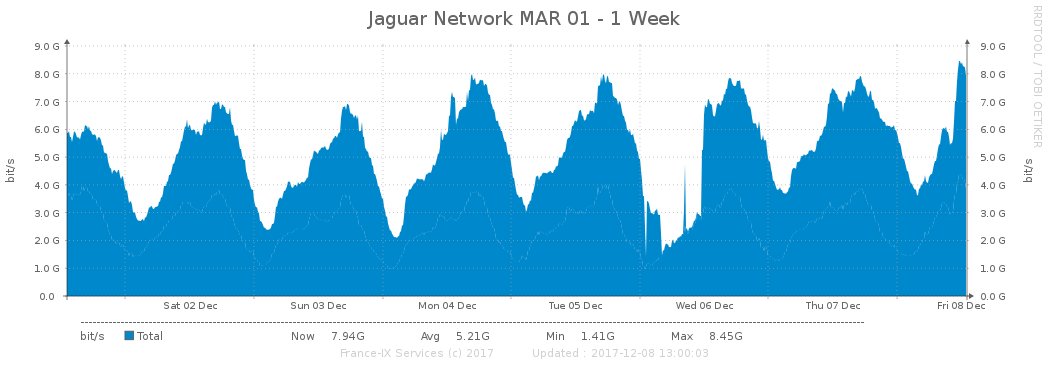 Jaguar Network MAR 01 - 1 Week
RRDTOOL / TOBI OETIKER
bit/s
9.0 G 9.0 G
8.0 G 8.0 G
7.0 G 7.0 G
6.0 G 6.0 G
5.0 G 5.0 G
4.0 G 4.0 G
3.0 G 3.0 G
2.0 G 2.0 G
1.0 G 1.0 G
0.0 0.0 G
bit/s
Sat 02 Dec Sun 03 Dec Mon 04 Dec Tue 05 Dec Wed 06 Dec Thu 07 Dec Fri 08 Dec
bit/s Total Now 7.94G Avg 5.21G Min 1.41G Max 8.45G
France-IX Services (c) 2017 Updated : 2017-12-08 13:00:03